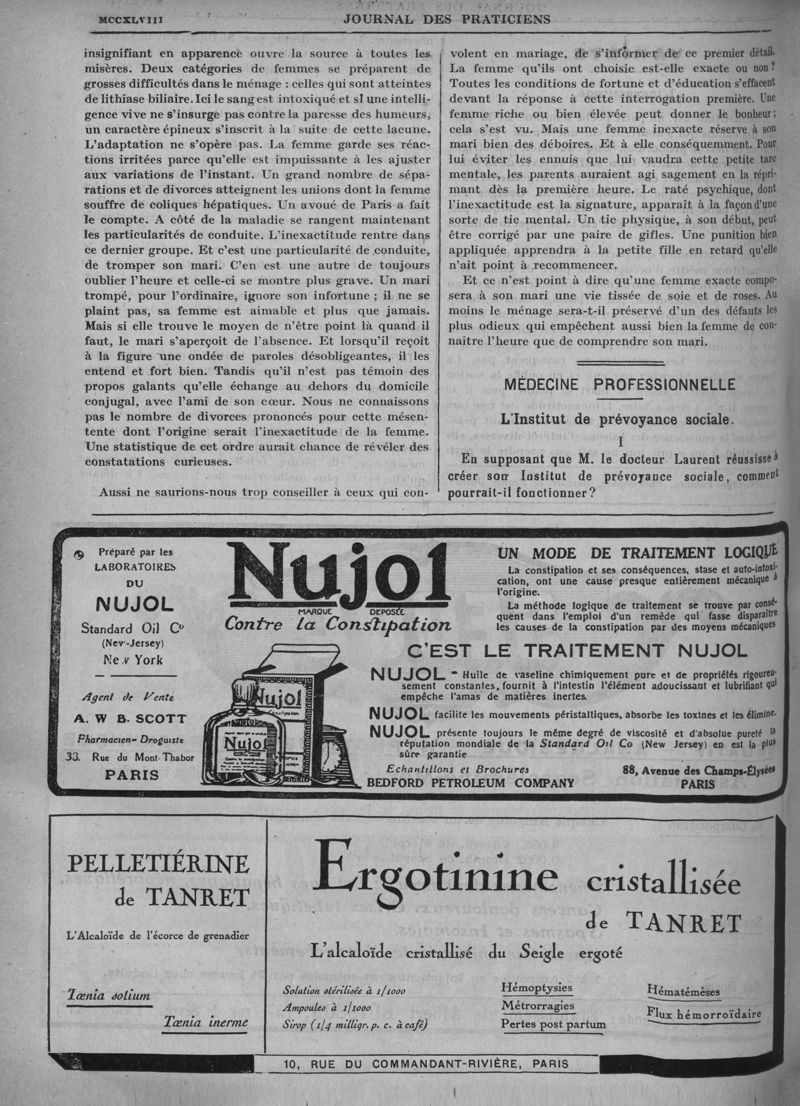 MCCXLVIII
JOURNAL DES PRATICIENS
insignifiant en apparence ouvre la source à toutes les
misères. Deux catégories de femmes se préparent de
grosses difficultés dans le ménage : celles qui sont atteintes
de lithiase biliaire. Ici le sang est intoxiqué et si une intelli-
gence vive ne s'insurge pas contre la paresse des humeurs,
un caractère épineux s'inscrit à la suite de cette lacune.
L'adaptation ne s'opère pas. La femme garde ses réac-
tions irritées parce qu'elle est impuissante à les ajuster
aux variations de l'instant. Un grand nombre de sépa-
rations et de divorces atteignent les unions dont la femme
souffre de coliques hépatiques. Un avoué de Paris a fait
le compte. A côté de la maladie se rangent maintenant
les particularités de conduite. L'inexactitude rentre dans
ce dernier groupe. Et c'est une particularité de conduite,
de tromper son mari. C'en est une autre de toujours
oublier l'heure et celle-ci se montre plus grave. Un mari
trompé, pour l'ordinaire, ignore son infortune ; il ne se
plaint pas, sa femme est aimable et plus que jamais.
Mais si elle trouve le moyen de n'être point là quand il
faut, le mari s'aperçoit de l'absence. Et lorsqu'il reçoit
à la figure une ondée de paroles désobligeantes, il les
entend et fort bien. Tandis qu'il n'est pas témoin des
propos galants qu'elle échange au dehors du domicile
conjugal, avec l'ami de son cœur. Nous ne connaissons
pas le nombre de divorces prononcés pour cette mésen-
tente dont l'origine serait l'inexactitude de la femme.
Une statistique de cet ordre aurait chance de révéler des
constatations curieuses.
Aussi ne saurions-nous trop conseiller à ceux qui con-
volent en mariage, de s'informer de ce premier détail.
La femme qu'ils ont choisie est-elle exacte ou non ?
Toutes les conditions de fortune et d'éducation s'effacent
devant la réponse à cette interrogation première. Une
femme riche ou bien élevée peut donner le bonheur ;
cela s'est vu. Mais une femme inexacte réserve à son
mari bien des déboires. Et à elle conséquemment. Pour
lui éviter les ennuis que lui vaudra cette petite tare
mentale, les parents auraient agi sagement en la répri-
mant dès la première heure. Le raté psychique, dont
l'inexactitude est la signature, apparaît à la façon d'une
sorte de tic mental. Un tic physique, à son début, peut
être corrigé par une paire de gifles. Une punition bien
appliquée apprendra à la petite fille en retard qu'elle
n'ait point à recommencer.
Et ce n'est point à dire qu'une femme exacte compo-
sera à son mari une vie tissée de soie et de roses. Au
moins le ménage sera-t-il préservé d'un des défauts les
plus odieux qui empêchent aussi bien la femme de con-
naître l'heure que de comprendre son mari.
MÉDECINE PROFESSIONNELLE
L'Institut de prévoyance sociale.
I
En supposant que M. le docteur Laurent réussisse à
créer son Institut de prévoyance sociale, comment
pourrait-il fonctionner ?
Préparé par les
LABORATOIRES
DU
NUJOL
Standard Oil Co
(New-Jersey)
New York
Agent de Vente
A. W B. SCOTT
Pharmacien-Droguiste
33, Rue du Mont-Thabor
PARIS
Nujol
MARQUE DEPOSÉE
Contre la Constipation
Nujol
Nujol
UN MODE DE TRAITEMENT LOGIQUE
La constipation et ses conséquences, stase et auto-intoxi-
cation, ont une cause presque entièrement mécanique à
l'origine.
La méthode logique de traitement se trouve par consé-
quent dans l'emploi d'un remède qui fasse disparaître
les causes de la constipation par des moyens mécaniques
C'EST LE TRAITEMENT NUJOL
NUJOL - Huile de vaseline chimiquement pure et de propriétés rigoureu-
sement constantes, fournit à l'intestin l'élément adoucissant et lubrifiant qui
empêche l'amas de matières inertes.
NUJOL facilite les mouvements péristaltiques, absorbe les toxines et les élimine.
NUJOL présente toujours le même degré de viscosité et d'absolue pureté la
réputation mondiale de la Standard Oil Co (New Jersey) en est la plus
sûre garantie
Echantillons et Brochures
BEDFORD PETROLEUM COMPANY
88, Avenue des Champs-Élysées
PARIS
PELLETIÉRINE
de TANRET
L'Alcaloïde de l'écorce de grenadier
Tœnia solium
Tœnia inerme
Ergotinine cristallisée
de TANRET
L'alcaloïde cristallisé du Seigle ergoté
Solution stérilisée à 1/1000
Ampoules à 1/1000
Sirop (1/4 milligr. p. c. à café)
Hémoptysies
Métrorragies
Pertes post partum
Hématémèses
Flux hémorroïdaire
10, RUE DU COMMANDANT-RIVIÈRE, PARIS